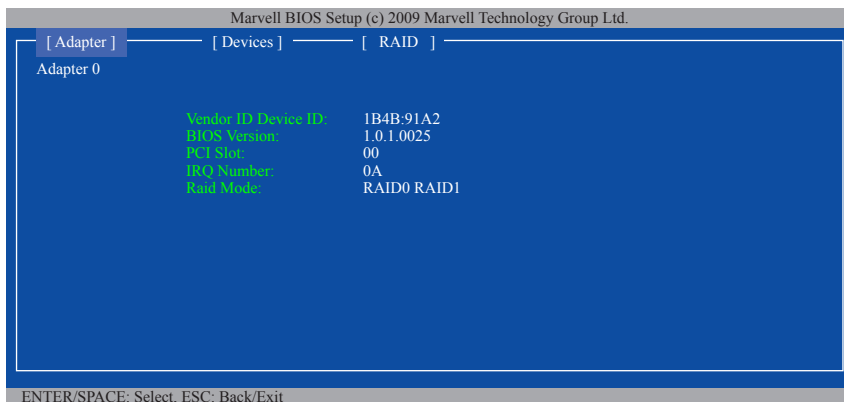 Marvell BIOS Setup (c) 2009 Marvell Technology Group Ltd.
[ Adapter ] [ Devices ] [ RAID ]
Adapter 0
Vendor ID Device ID: 1B4B:91A2
BIOS Version: 1.0.1.0025
PCI Slot: 00
IRQ Number: 0A
Raid Mode: RAID0 RAID1
ENTER/SPACE: Select, ESC: Back/Exit